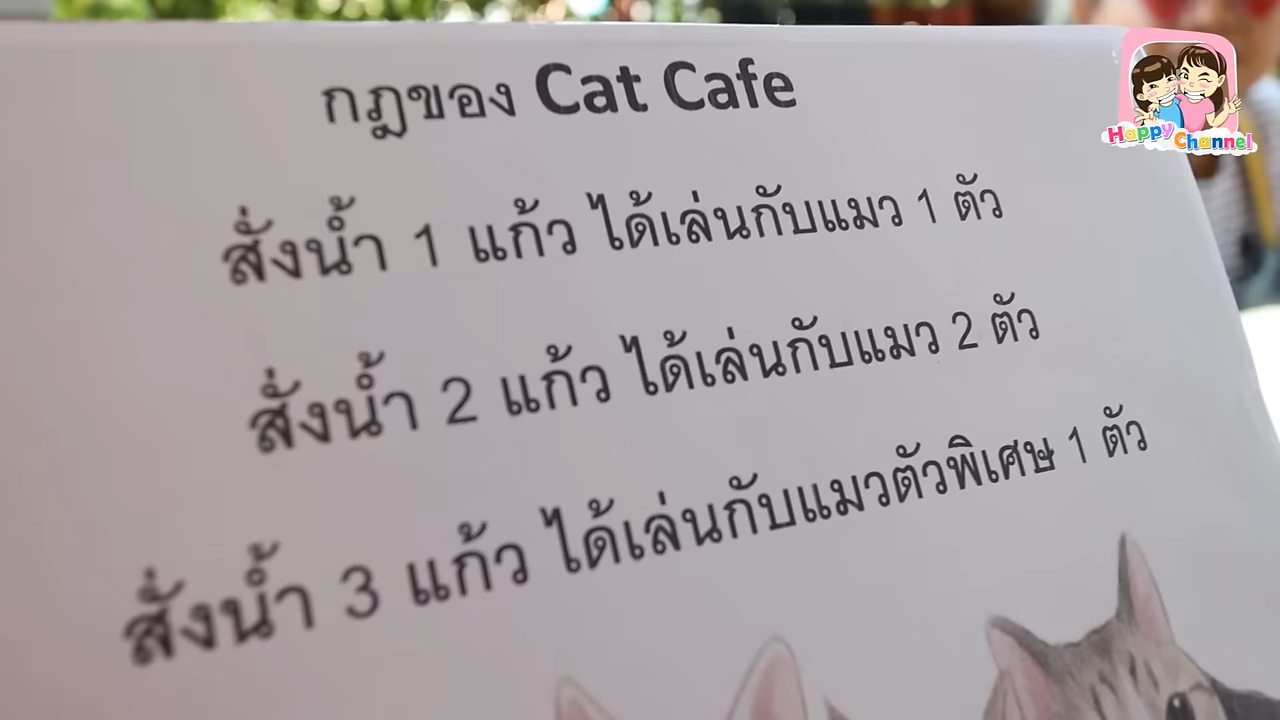 กฎของ Cat Cafe
สั่งน้ำ 1 แก้ว ได้เล่นกับแมว 1 ตัว
สั่งน้ำ 2 แก้ว ได้เล่นกับแมว 2 ตัว
สั่งน้ำ 3 แก้ว ได้เล่นกับแมวตัวพิเศษ 1 ตัว
Happy Channel